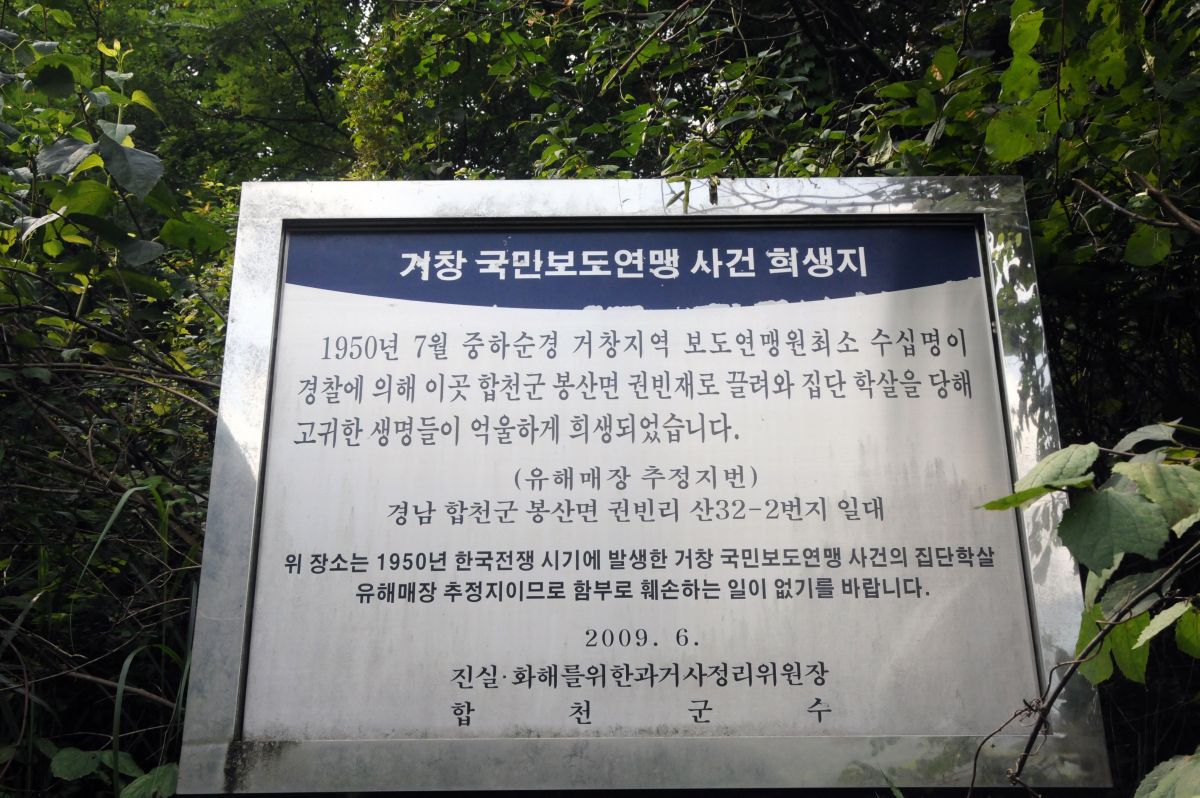 거창 국민보도연맹 사건 희생지
1950년 7월 중하순경 거창지역 보도연맹원최소 수십명이
경찰에 의해 이곳 합천군 봉산면 권빈재로 끌려와 집단 학살을 당해
고귀한 생명들이 억울하게 희생되었습니다.
(유해매장 추정지번)
경남 합천군 봉산면 권빈리 산32-2번지 일대
위 장소는 1950년 한국전쟁 시기에 발생한 거창 국민보도연맹 사건의 집단학살
유해매장 추정지이므로 함부로 훼손하는 일이 없기를 바랍니다.
2009. 6.
진실·화해를위한과거사정리위원장
합 천 군 수